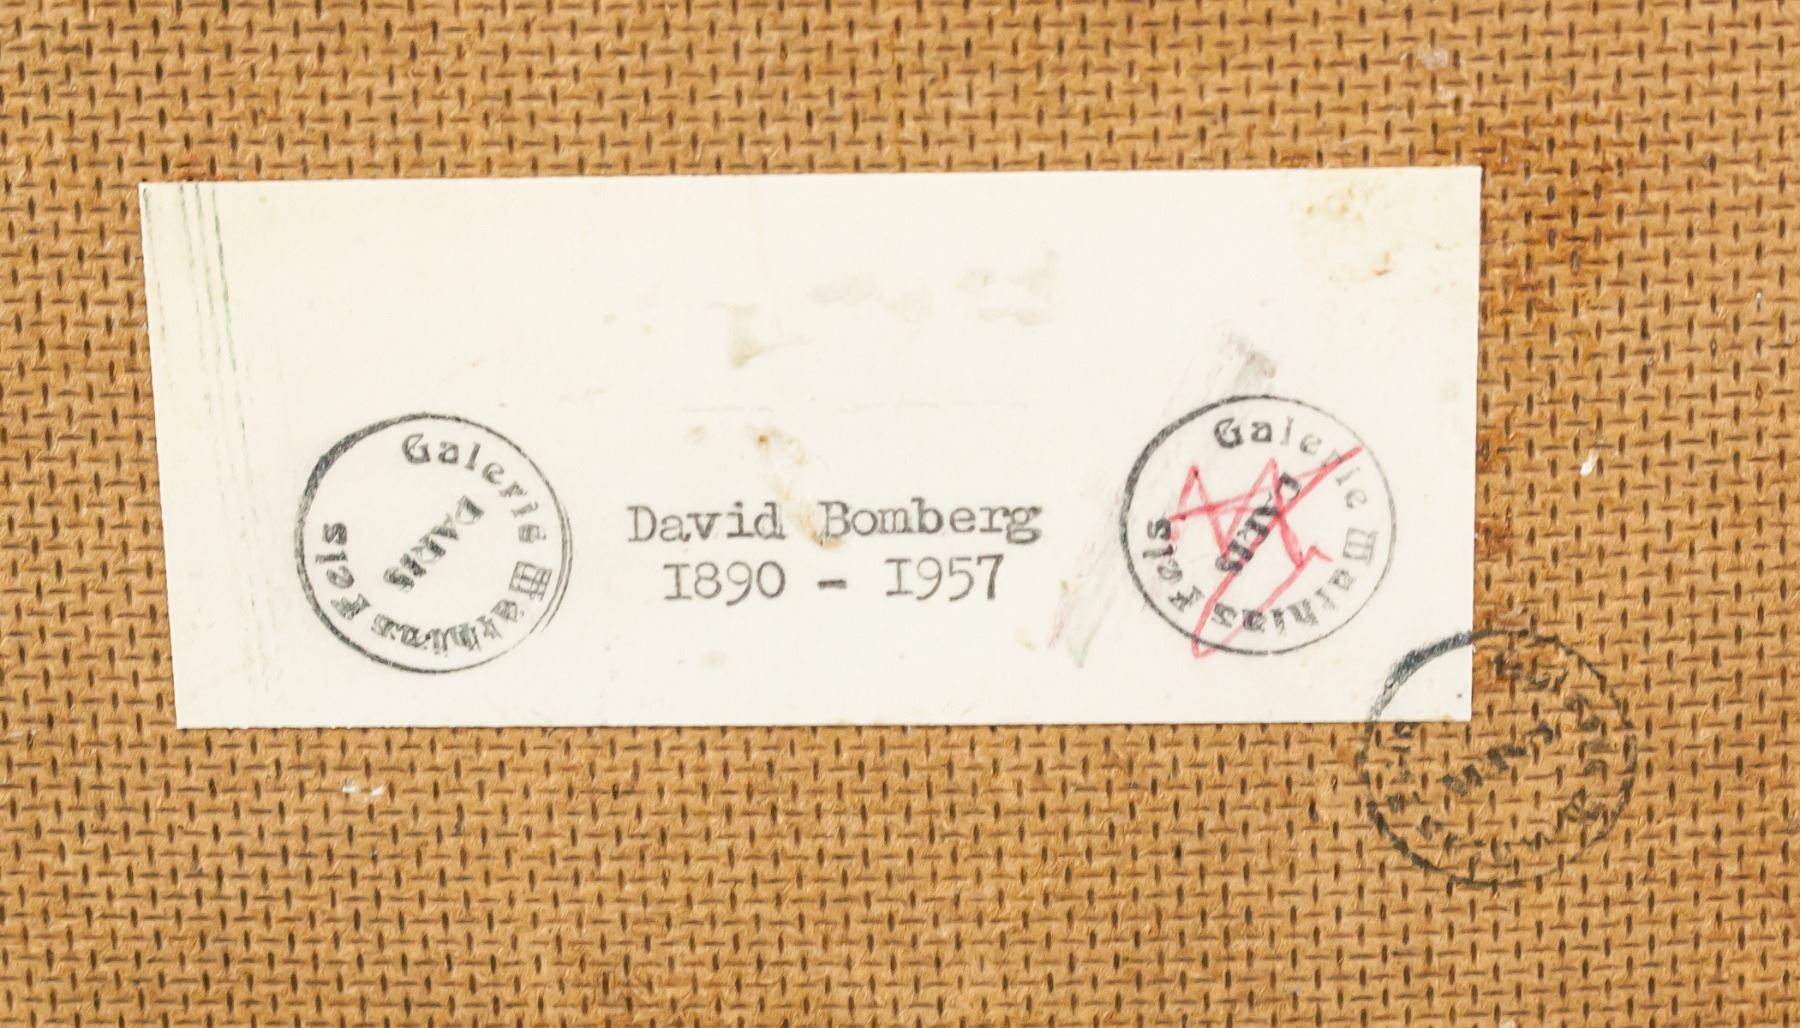 Galerie Mathias Fels
PARIS
David Bomberg
1890 - 1957
Galerie Mathias Fels
PARIS